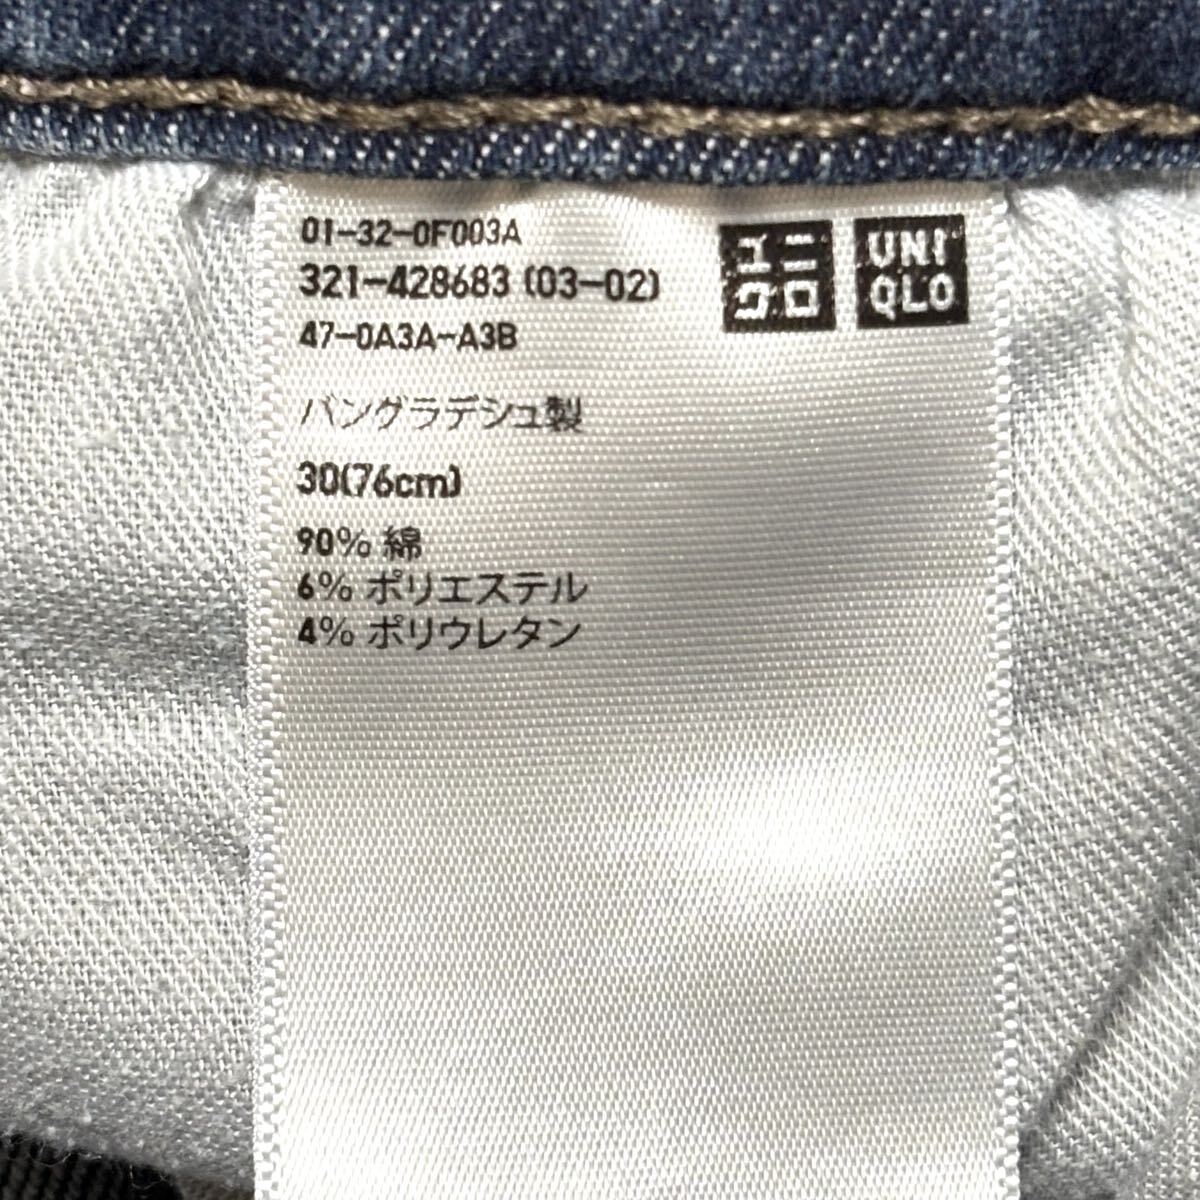 01-32-0F003A
321-428683 (03-02)
47-0A3A-A3B
ユニクロ
UNIQLO
バングラデシュ製
30(76cm)
90% 綿
6% ポリエステル
4% ポリウレタン